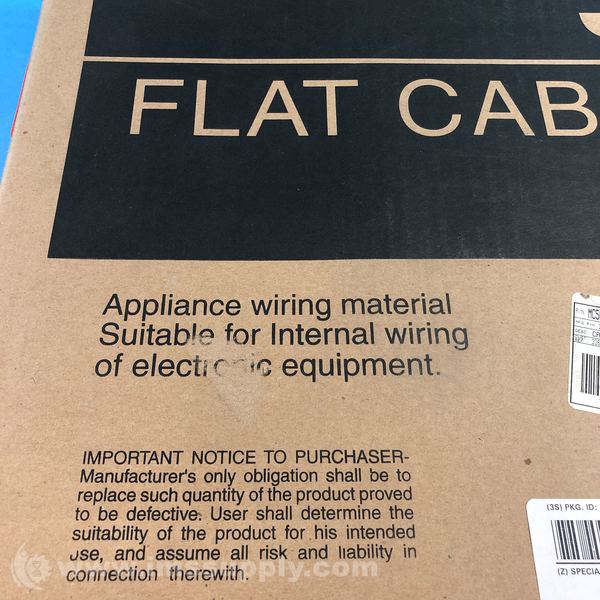 FLAT CAB
Appliance wiring material
Suitable for Internal wiring
of electronic equipment.
IMPORTANT NOTICE TO PURCHASER-
Manufacturer's only obligation shall be to
replace such quantity of the product proved
to be defective. User shall determine the
suitability of the product for his intended
use, and assume all risk and liability in
connection therewith.
(3S) PKG. ID:
(Z) SPECIA